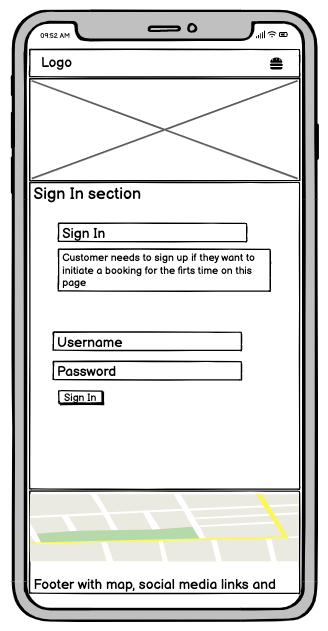 09:52 AM
Logo
Sign In section
Sign In
Customer needs to sign up if they want to
initiate a booking for the firts time on this
page
Username
Password
Sign In
Footer with map, social media links and